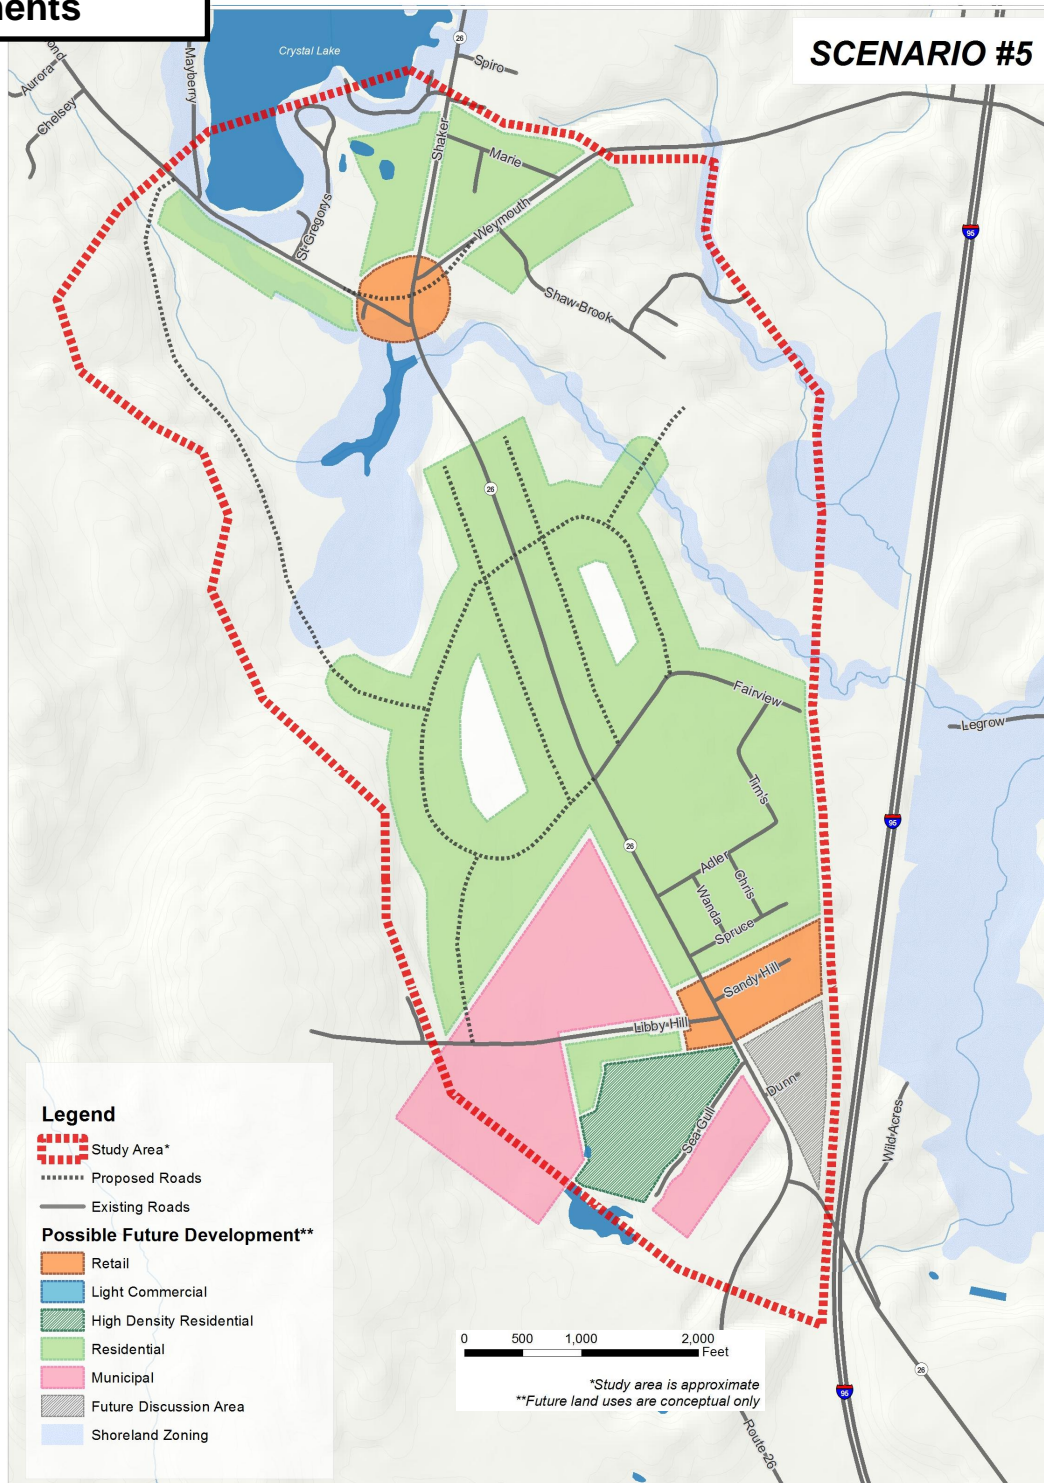 nents
SCENARIO #5
Crystal Lake
26
Spiro
Mayberry
ond
Aurora
Chelsey
Shaker
Marie
St Gregorys
Weymouth
Shaw Brook
95
26
Fairview
Legrow
Tim's
95
26
Adler
Chris
Wanda
Spruce
Sandy Hill
Libby Hill
Dunn
Sea Gull
Wild Acres
Legend
Study Area*
Proposed Roads
Existing Roads
Possible Future Development**
Retail
Light Commercial
High Density Residential
Residential
Municipal
Future Discussion Area
Shoreland Zoning
0 500 1,000 2,000
Feet
*Study area is approximate
**Future land uses are conceptual only
26
95
Route 26